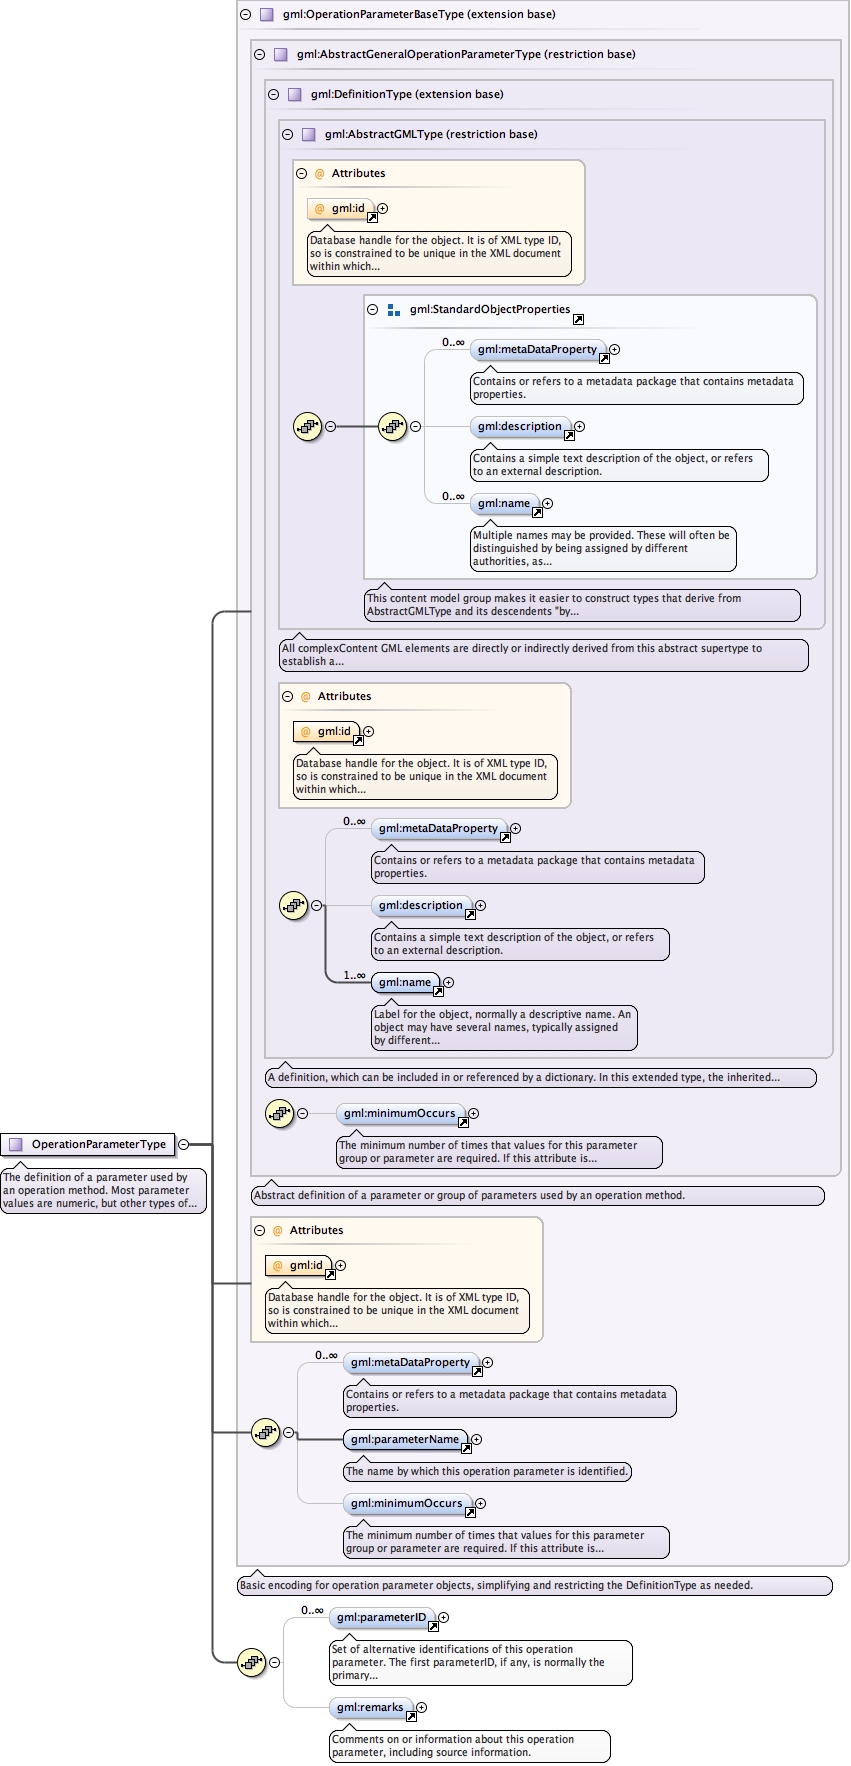 gml:OperationParameterBaseType (extension base)
gml:AbstractGeneralOperationParameterType (restriction base)
gml:DefinitionType (extension base)
gml:AbstractGMLType (restriction base)
@ Attributes
@ gml:id
Database handle for the object. It is of XML type ID,
so is constrained to be unique in the XML document
within which...
gml:StandardObjectProperties
0..∞
gml:metaDataProperty
Contains or refers to a metadata package that contains metadata
properties.
gml:description
Contains a simple text description of the object, or refers
to an external description.
0..∞
gml:name
Multiple names may be provided. These will often be
distinguished by being assigned by different
authorities, as...
This content model group makes it easier to construct types that derive from
AbstractGMLType and its descendents "by...
All complexContent GML elements are directly or indirectly derived from this abstract supertype to
establish a...
@ Attributes
@ gml:id
Database handle for the object. It is of XML type ID,
so is constrained to be unique in the XML document
within which...
0..∞
gml:metaDataProperty
Contains or refers to a metadata package that contains metadata
properties.
gml:description
Contains a simple text description of the object, or refers
to an external description.
1..∞
gml:name
Label for the object, normally a descriptive name. An
object may have several names, typically assigned
by different...
A definition, which can be included in or referenced by a dictionary. In this extended type, the inherited...
gml:minimumOccurs
The minimum number of times that values for this parameter
group or parameter are required. If this attribute is...
OperationParameterType
The definition of a parameter used by
an operation method. Most parameter
values are numeric, but other types of...
Abstract definition of a parameter or group of parameters used by an operation method.
@ Attributes
@ gml:id
Database handle for the object. It is of XML type ID,
so is constrained to be unique in the XML document
within which...
0..∞
gml:metaDataProperty
Contains or refers to a metadata package that contains metadata
properties.
gml:parameterName
The name by which this operation parameter is identified.
gml:minimumOccurs
The minimum number of times that values for this parameter
group or parameter are required. If this attribute is...
Basic encoding for operation parameter objects, simplifying and restricting the DefinitionType as needed.
0..∞
gml:parameterID
Set of alternative identifications of this operation
parameter. The first parameterID, if any, is normally the
primary...
gml:remarks
Comments on or information about this operation
parameter, including source information.